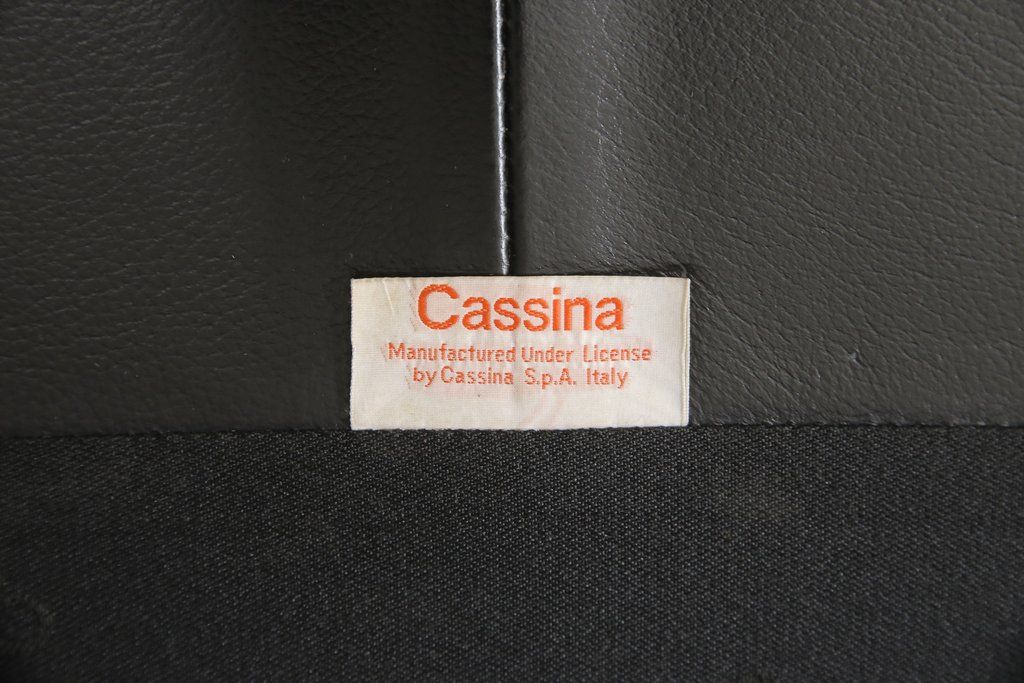 Cassina
Manufactured Under License
by Cassina S.p.A. Italy